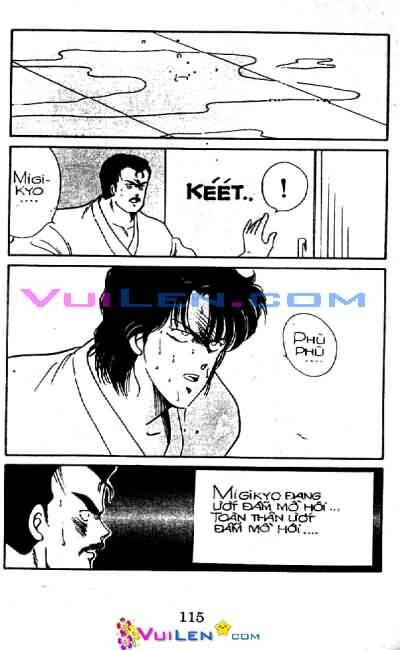 MIGI-
KYO
....
KÉÉT..
!
VUILEN.COM
PHÙ
PHÙ
MIGIKYO ĐANG
ƯỚT ĐẪM MỒ HÔI...
TOÀN THÂN ƯỚT
ĐẪM MỒ HÔI....
115
VUILEN.COM